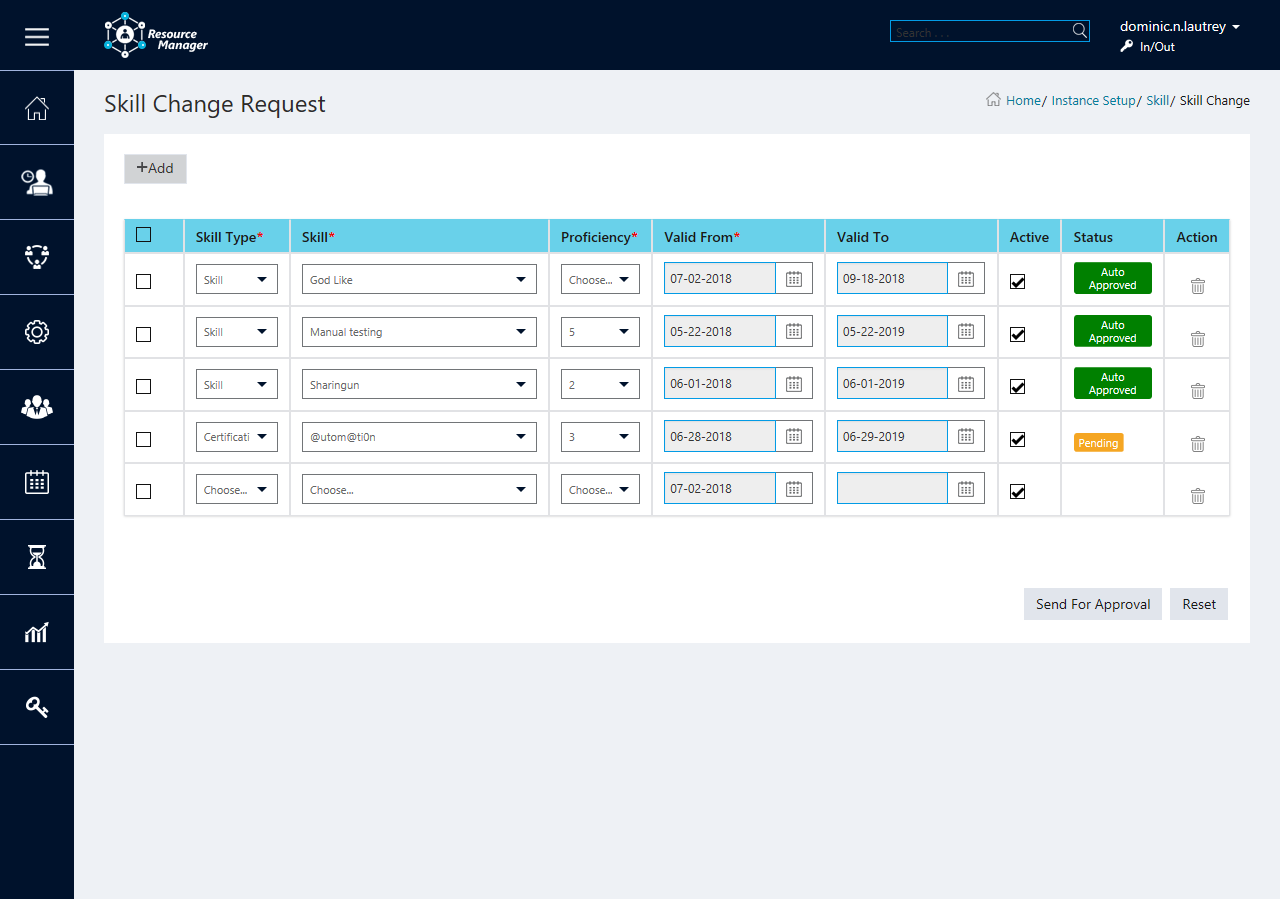 Resource
Manager
Search . . .
dominic.n.lautrey
In/Out
Skill Change Request
Home/ Instance Setup/ Skill/ Skill Change
+Add
Skill Type* Skill* Proficiency* Valid From* Valid To Active Status Action
Skill God Like Choose... 07-02-2018 09-18-2018 Auto Approved
Skill Manual testing 5 05-22-2018 05-22-2019 Auto Approved
Skill Sharingun 2 06-01-2018 06-01-2019 Auto Approved
Certificati @utom@ti0n 3 06-28-2018 06-29-2019 Pending
Choose... Choose... Choose... 07-02-2018
Send For Approval Reset